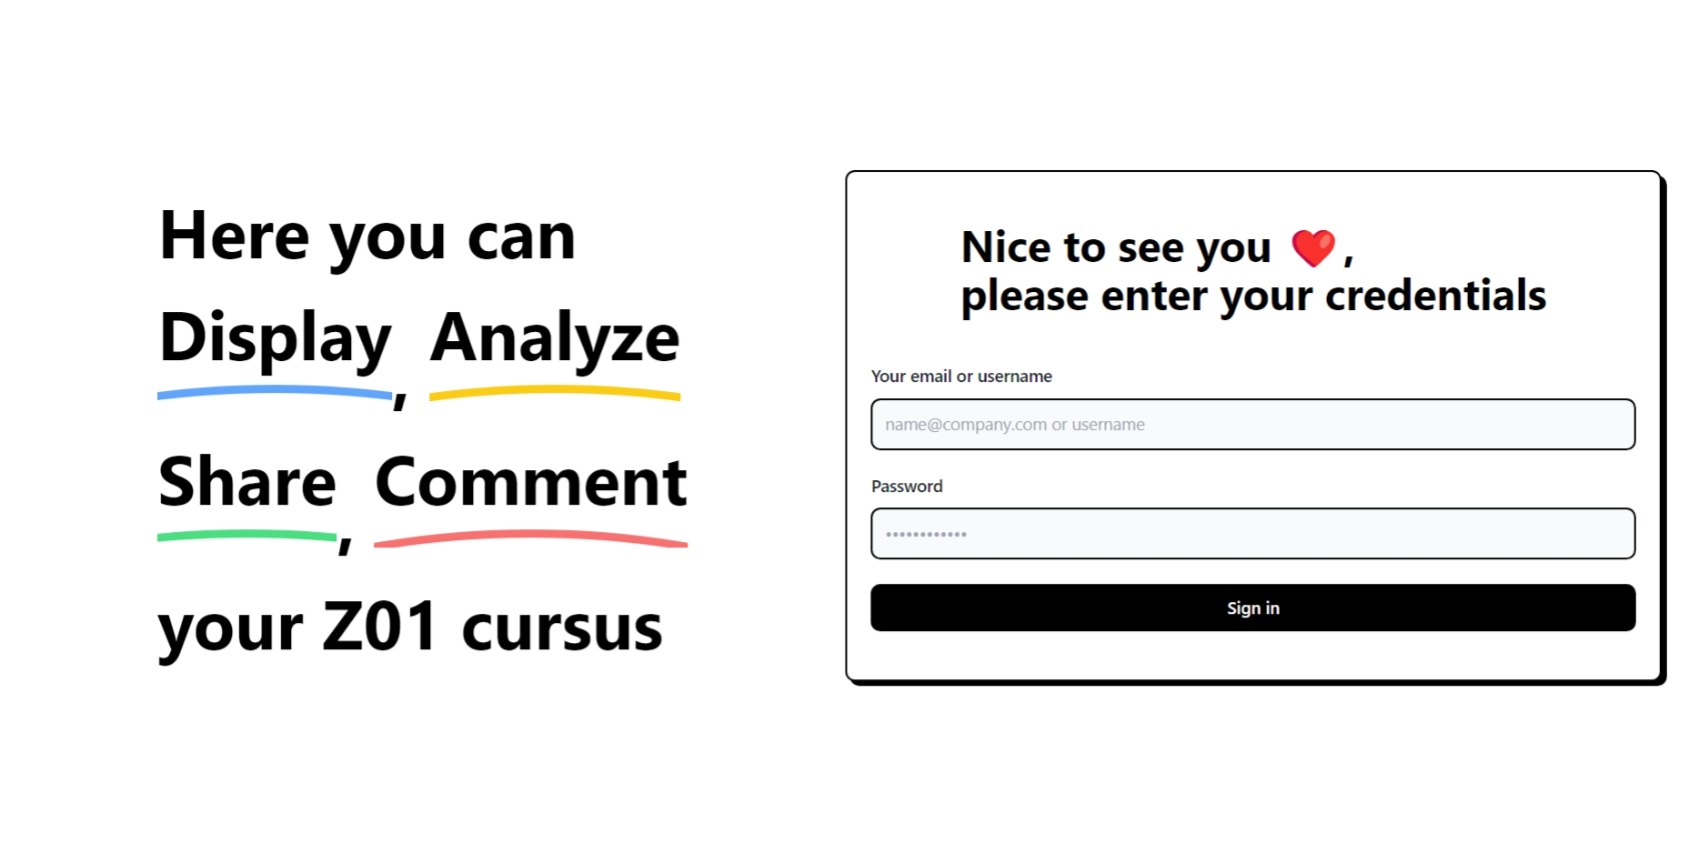 Here you can
Display, Analyze
Share, Comment
your Z01 cursus
Nice to see you ❤️,
please enter your credentials
Your email or username
name@company.com or username
Password
••••••••••••
Sign in